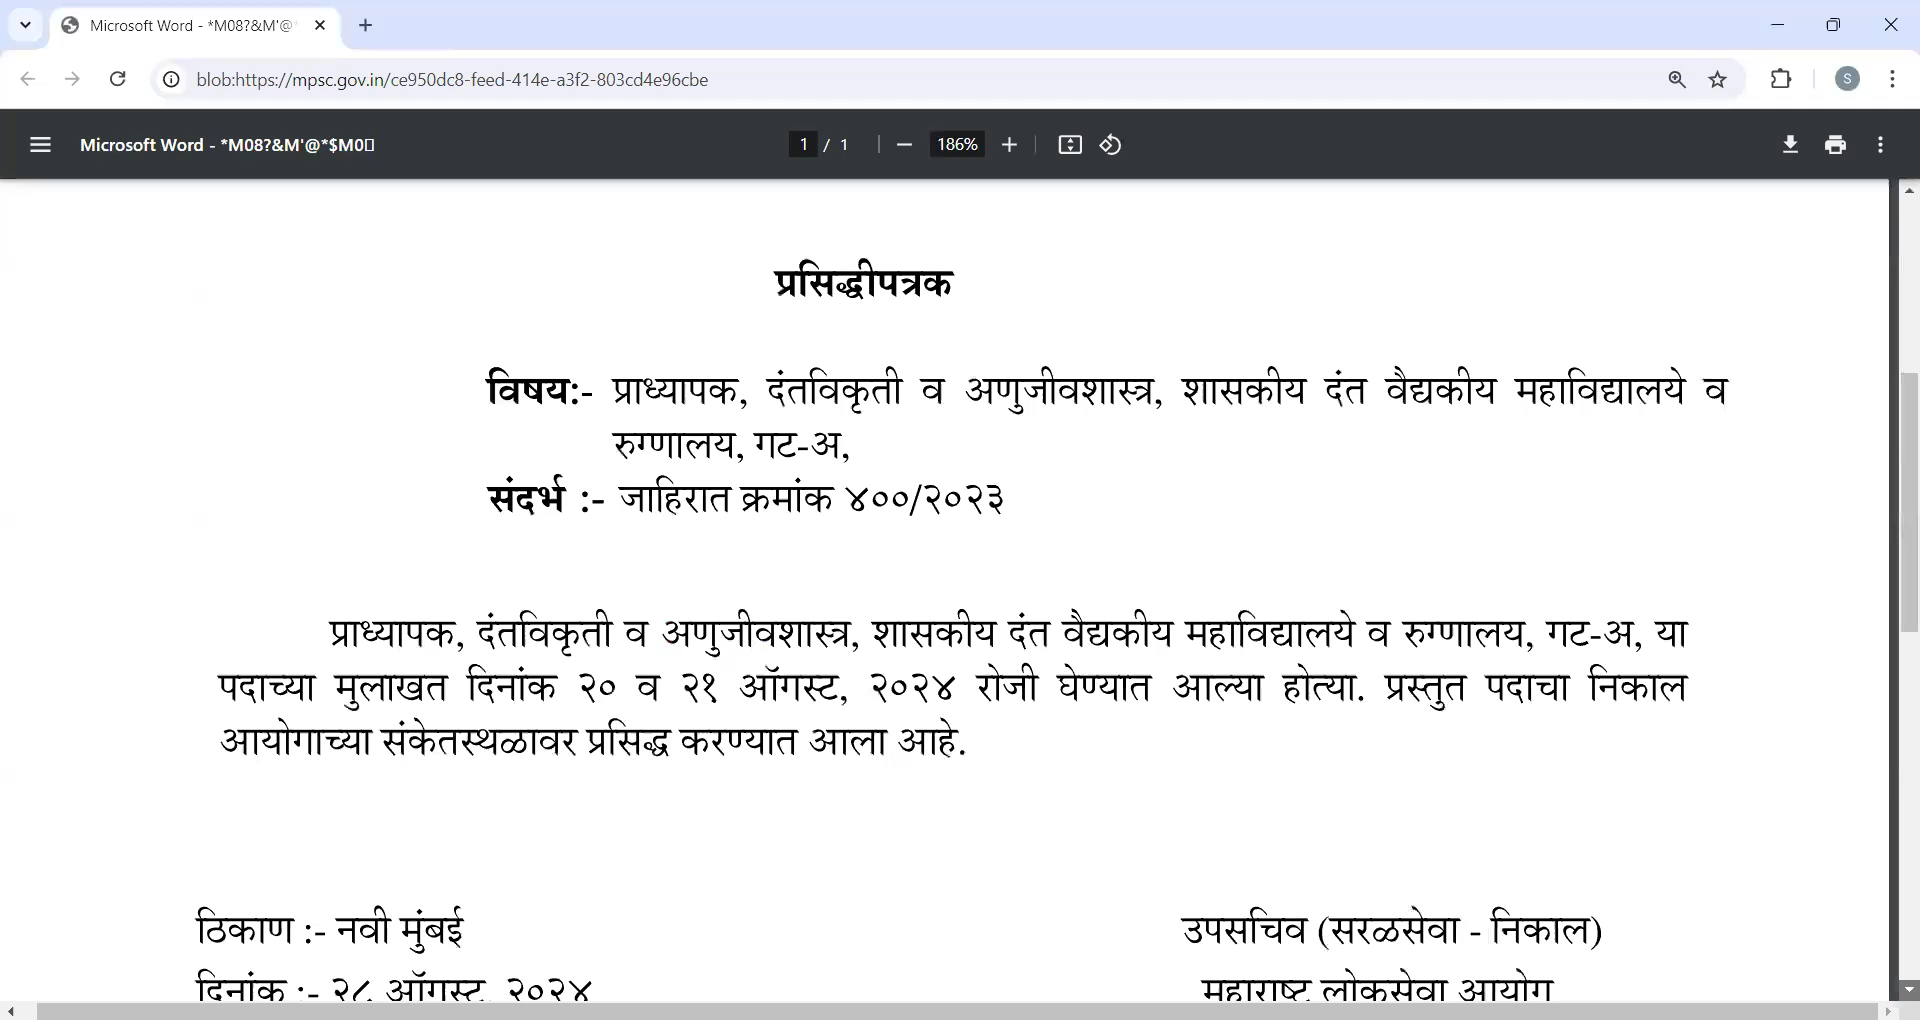 Microsoft Word - *M08?&M'@*
blob:https://mpsc.gov.in/ce950dc8-feed-414e-a3f2-803cd4e96cbe
S
Microsoft Word - *M08?&M'@*$M0
1 / 1
186%
प्रसिद्धीपत्रक
विषय:- प्राध्यापक, दंतविकृती व अणुजीवशास्त्र, शासकीय दंत वैद्यकीय महाविद्यालये व
रुग्णालय, गट-अ,
संदर्भ :- जाहिरात क्रमांक ४००/२०२३
प्राध्यापक, दंतविकृती व अणुजीवशास्त्र, शासकीय दंत वैद्यकीय महाविद्यालये व रुग्णालय, गट-अ, या
पदाच्या मुलाखत दिनांक २० व २१ ऑगस्ट, २०२४ रोजी घेण्यात आल्या होत्या. प्रस्तुत पदाचा निकाल
आयोगाच्या संकेतस्थळावर प्रसिद्ध करण्यात आला आहे.
ठिकाण :- नवी मुंबई
उपसचिव (सरळसेवा - निकाल)
दिनांक :- २८ ऑगस्ट, २०२४
महाराष्ट्र लोकसेवा आयोग